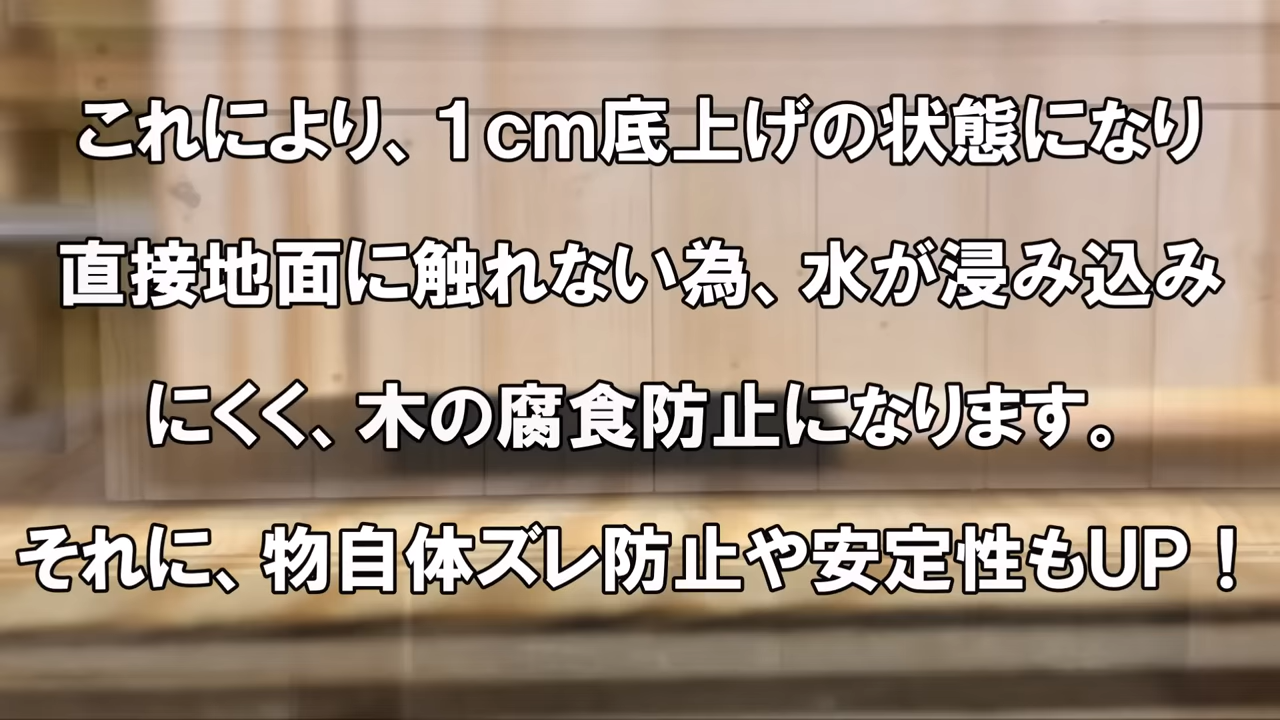 これにより、１cm底上げの状態になり
直接地面に触れない為、水が浸み込み
にくく、木の腐食防止になります。
それに、物自体ズレ防止や安定性もUP！